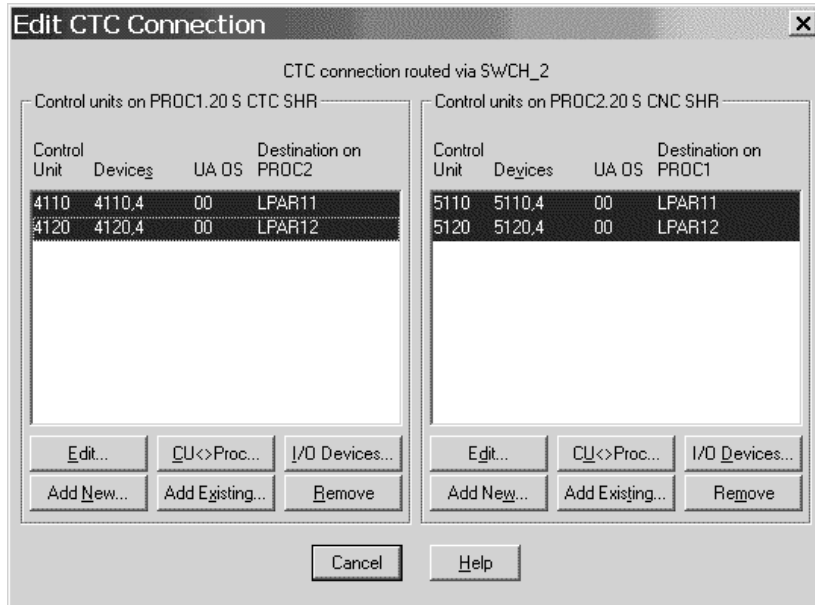 Edit CTC Connection
CTC connection routed via SWCH_2
Control units on PROC1.20 S CTC SHR
Control Unit Devices UA OS Destination on PROC2
4110 4110,4 00 LPAR11
4120 4120,4 00 LPAR12
Edit... CU<>Proc... I/O Devices...
Add New... Add Existing... Remove
Control units on PROC2.20 S CNC SHR
Control Unit Devices UA OS Destination on PROC1
5110 5110,4 00 LPAR11
5120 5120,4 00 LPAR12
Edit... CU<>Proc... I/O Devices...
Add New... Add Existing... Remove
Cancel Help